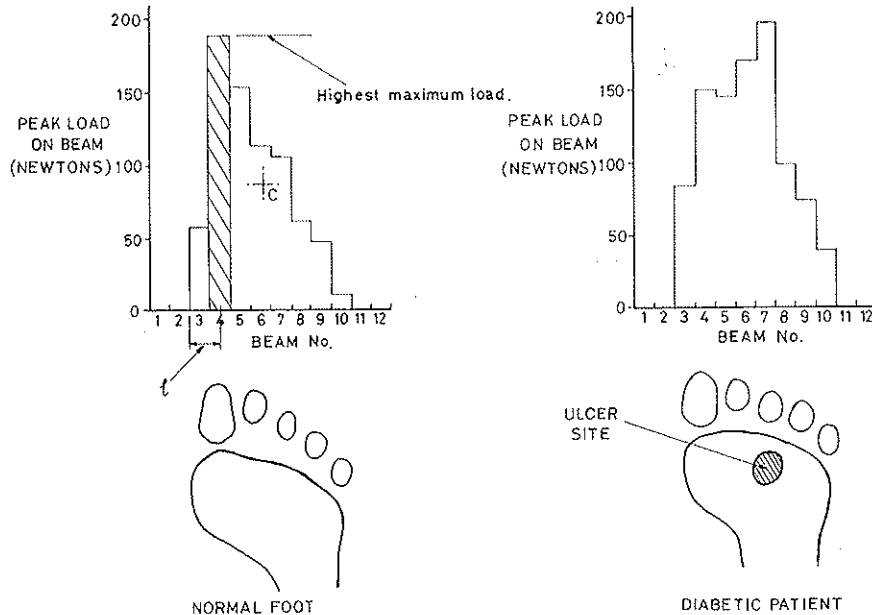 200
150
100
50
0
PEAK LOAD
ON BEAM
(NEWTONS)
Highest maximum load.
C
1 2 3 4 5 6 7 8 9 10 11 12
BEAM No.
ℓ
NORMAL FOOT
200
150
100
50
0
PEAK LOAD
ON BEAM
(NEWTONS)
1 2 3 4 5 6 7 8 9 10 11 12
BEAM No.
ULCER
SITE
DIABETIC PATIENT